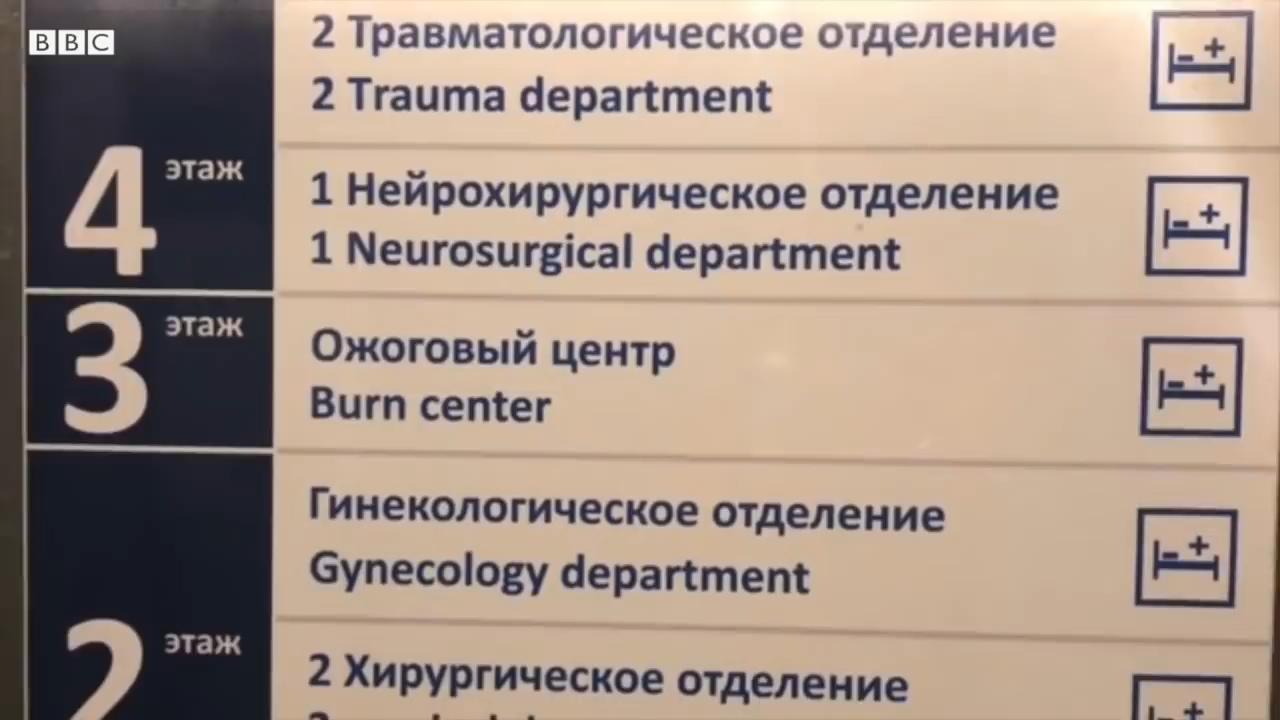 BBC
2 Травматологическое отделение
2 Trauma department
4 этаж
1 Нейрохирургическое отделение
1 Neurosurgical department
3 этаж
Ожоговый центр
Burn center
Гинекологическое отделение
Gynecology department
2 этаж
2 Хирургическое отделение